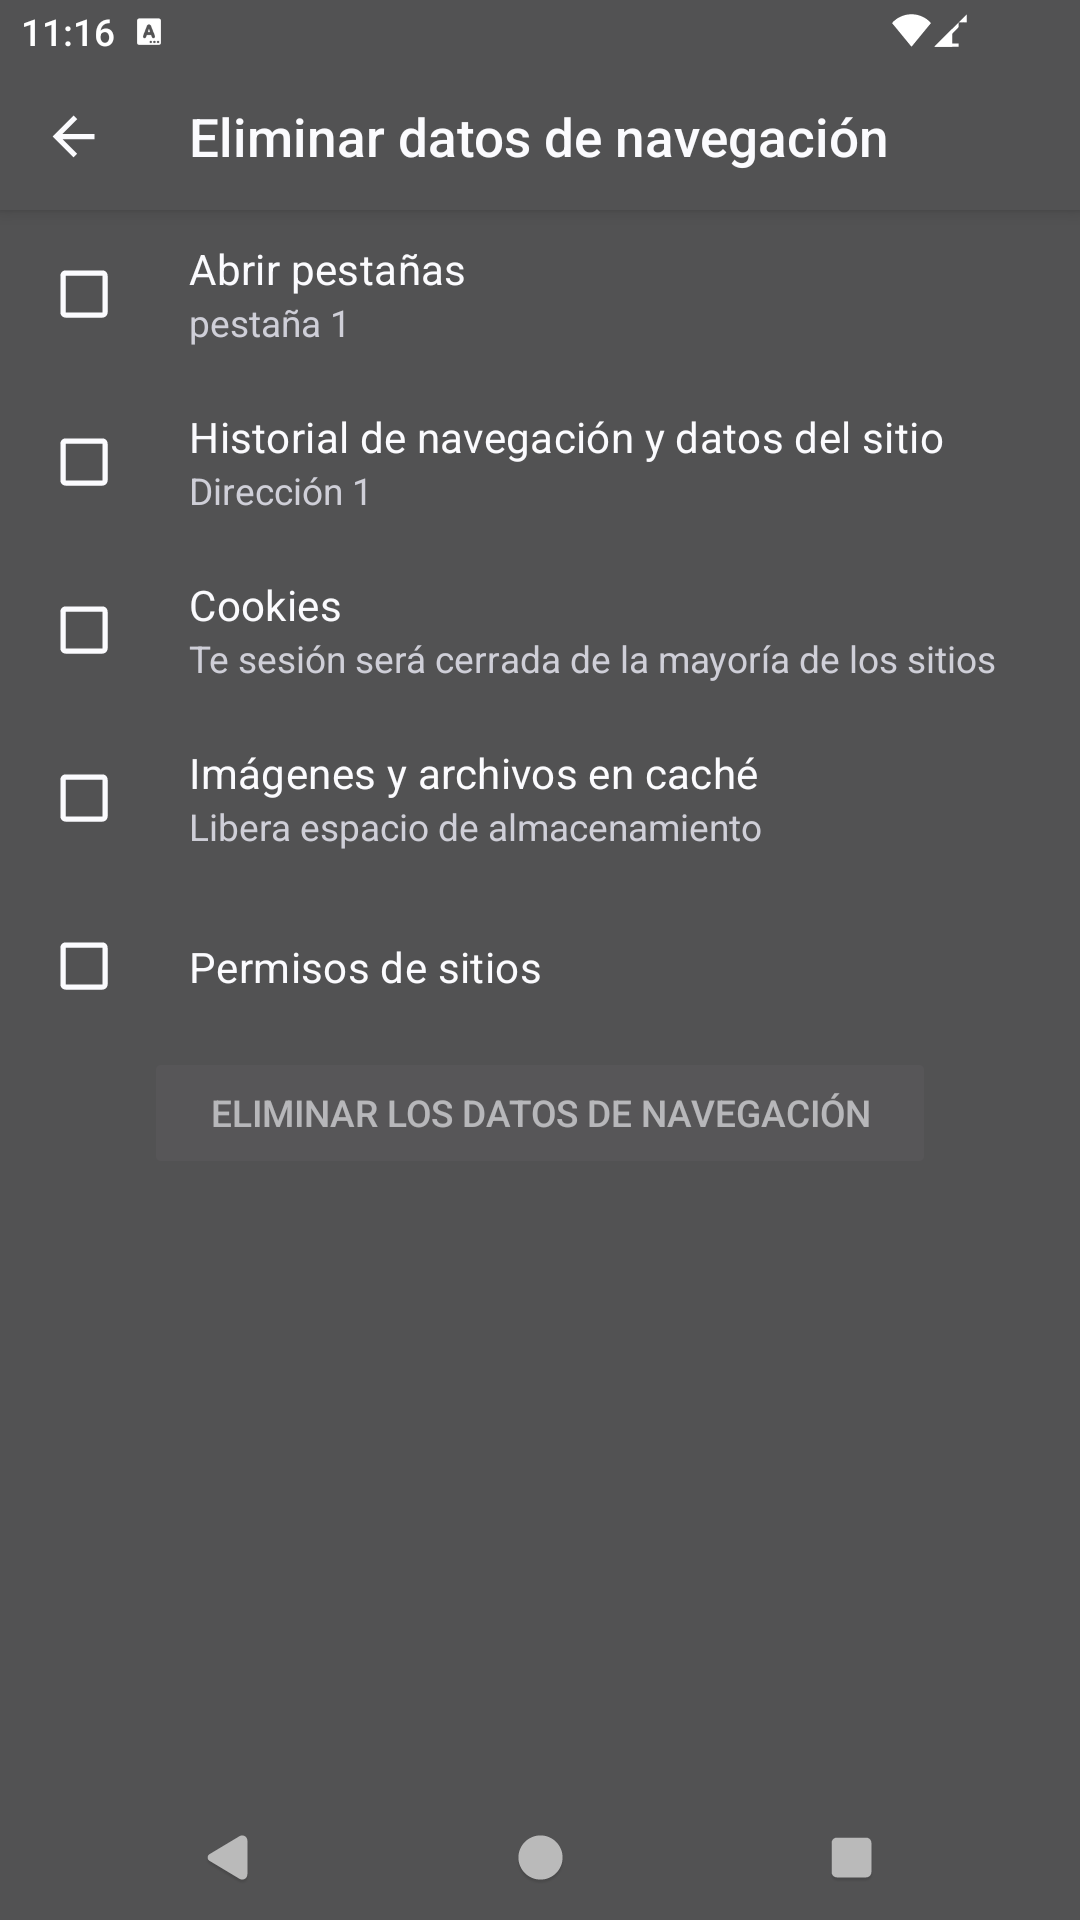 11:16
Eliminar datos de navegación
Abrir pestañas
pestaña 1
Historial de navegación y datos del sitio
Dirección 1
Cookies
Te sesión será cerrada de la mayoría de los sitios
Imágenes y archivos en caché
Libera espacio de almacenamiento
Permisos de sitios
ELIMINAR LOS DATOS DE NAVEGACIÓN